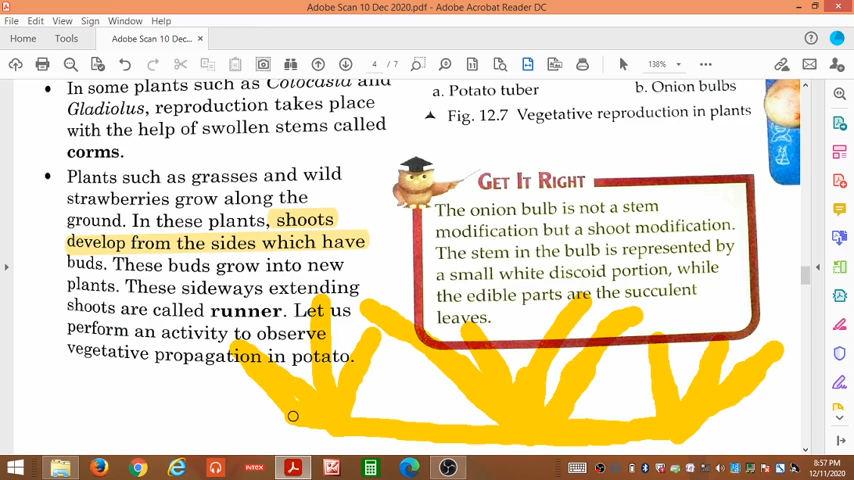 Adobe Scan 10 Dec 2020.pdf - Adobe Acrobat Reader DC
File Edit View Sign Window Help
Home Tools Adobe Scan 10 Dec... ×
4 / 7
138%
In some plants such as Colocasia and
Gladiolus, reproduction takes place
with the help of swollen stems called
corms.
Plants such as grasses and wild
strawberries grow along the
ground. In these plants, shoots
develop from the sides which have
buds. These buds grow into new
plants. These sideways extending
shoots are called runner. Let us
perform an activity to observe
vegetative propagation in potato.
a. Potato tuber b. Onion bulbs
Fig. 12.7 Vegetative reproduction in plants
GET IT RIGHT
The onion bulb is not a stem
modification but a shoot modification.
The stem in the bulb is represented by
a small white discoid portion, while
the edible parts are the succulent
leaves.
INTEX
8:57 PM
12/11/2020